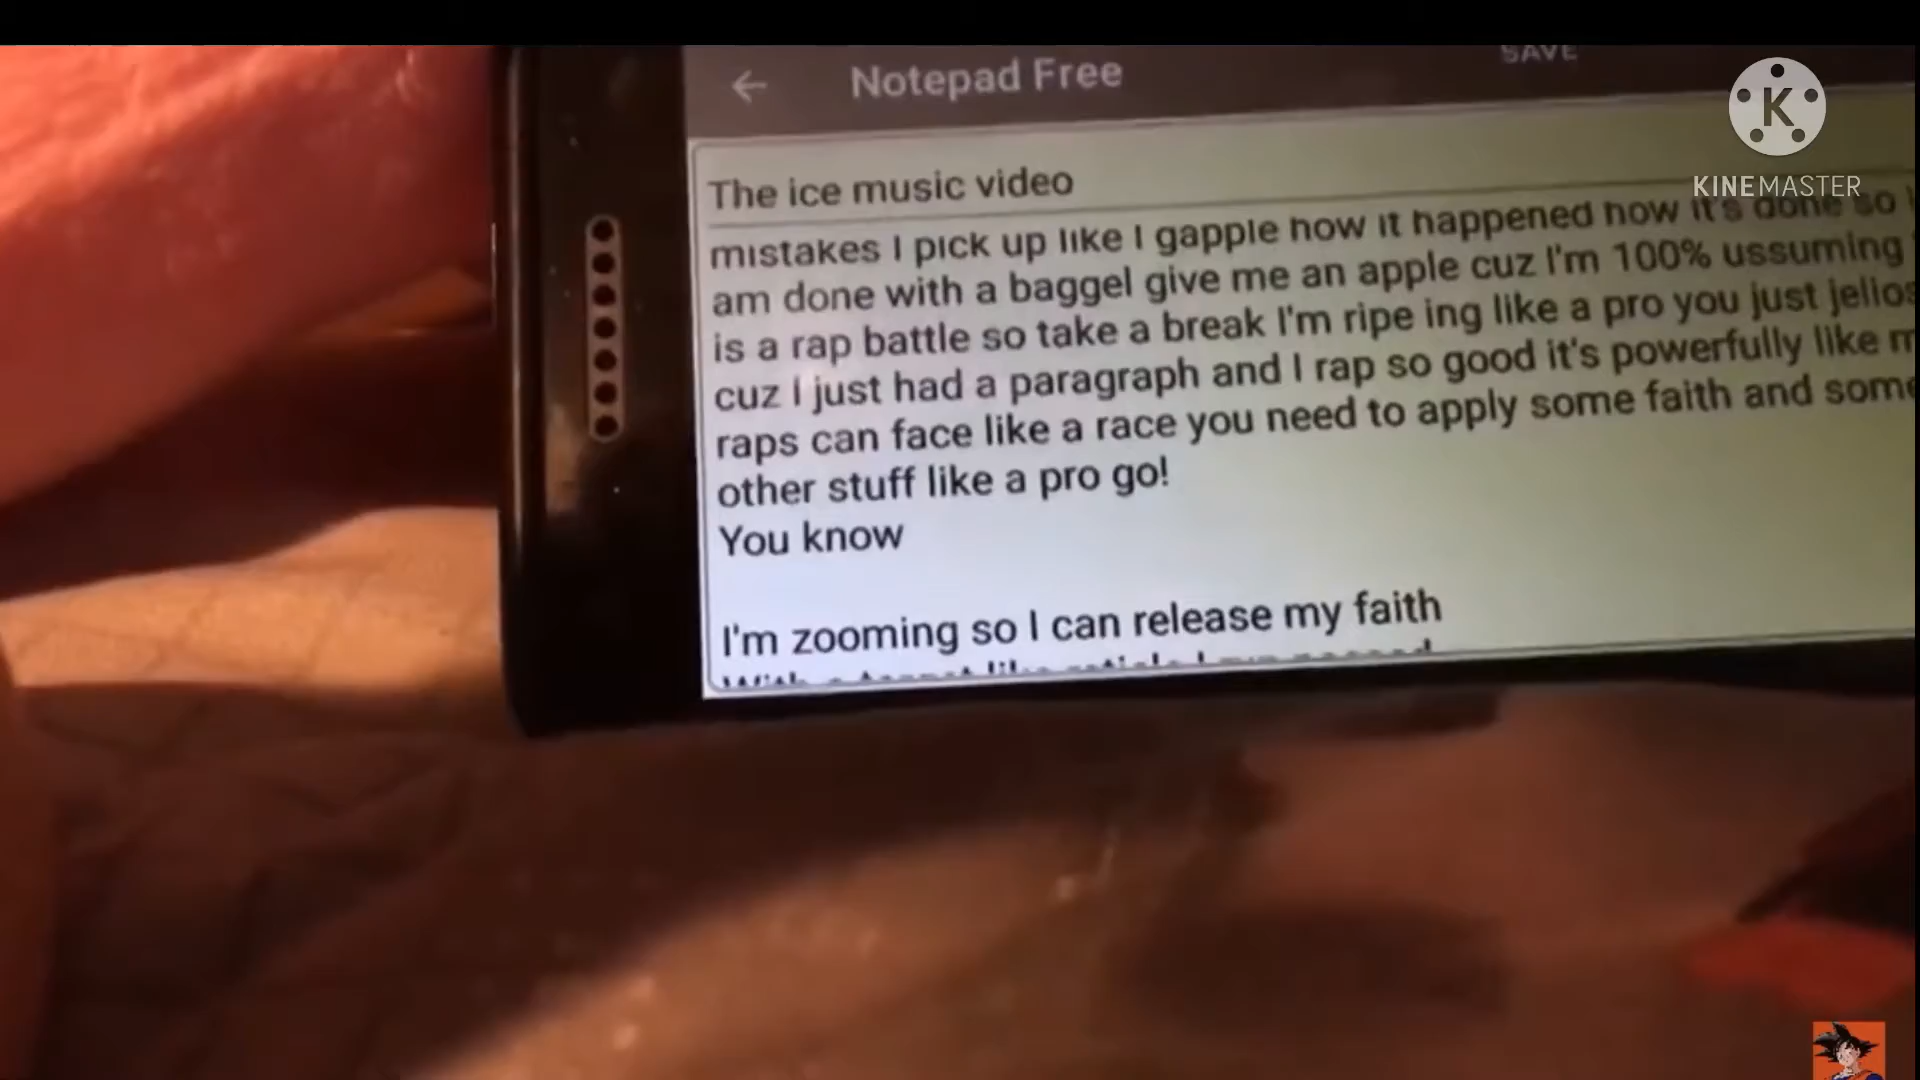 SAVE
Notepad Free
K
KINEMASTER
The ice music video
mistakes I pick up like I gapple how it happened how it's done so
am done with a baggel give me an apple cuz I'm 100% ussuming
is a rap battle so take a break I'm ripe ing like a pro you just
cuz I just had a paragraph and I rap so good it's powerfully like
raps can face like a race you need to apply some faith and
other stuff like a pro go!
You know
I'm zooming so I can release my faith